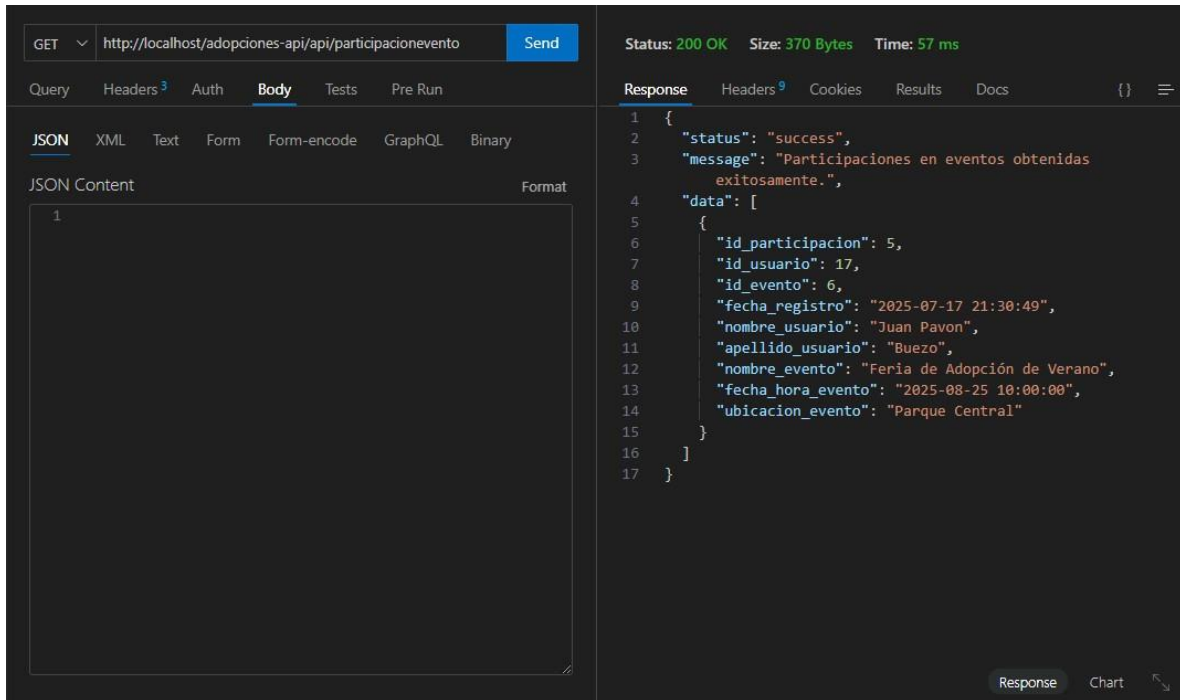 GET http://localhost/adopciones-api/api/participacionevento Send
Query Headers 3 Auth Body Tests Pre Run
JSON XML Text Form Form-encode GraphQL Binary
JSON Content Format
1
Status: 200 OK Size: 370 Bytes Time: 57 ms
Response Headers 9 Cookies Results Docs {}
1 {
2 "status": "success",
3 "message": "Participaciones en eventos obtenidas
exitosamente.",
4 "data": [
5 {
6 "id_participacion": 5,
7 "id_usuario": 17,
8 "id_evento": 6,
9 "fecha_registro": "2025-07-17 21:30:49",
10 "nombre_usuario": "Juan Pavon",
11 "apellido_usuario": "Buezo",
12 "nombre_evento": "Feria de Adopción de Verano",
13 "fecha_hora_evento": "2025-08-25 10:00:00",
14 "ubicacion_evento": "Parque Central"
15 }
16 ]
17 }
Response Chart